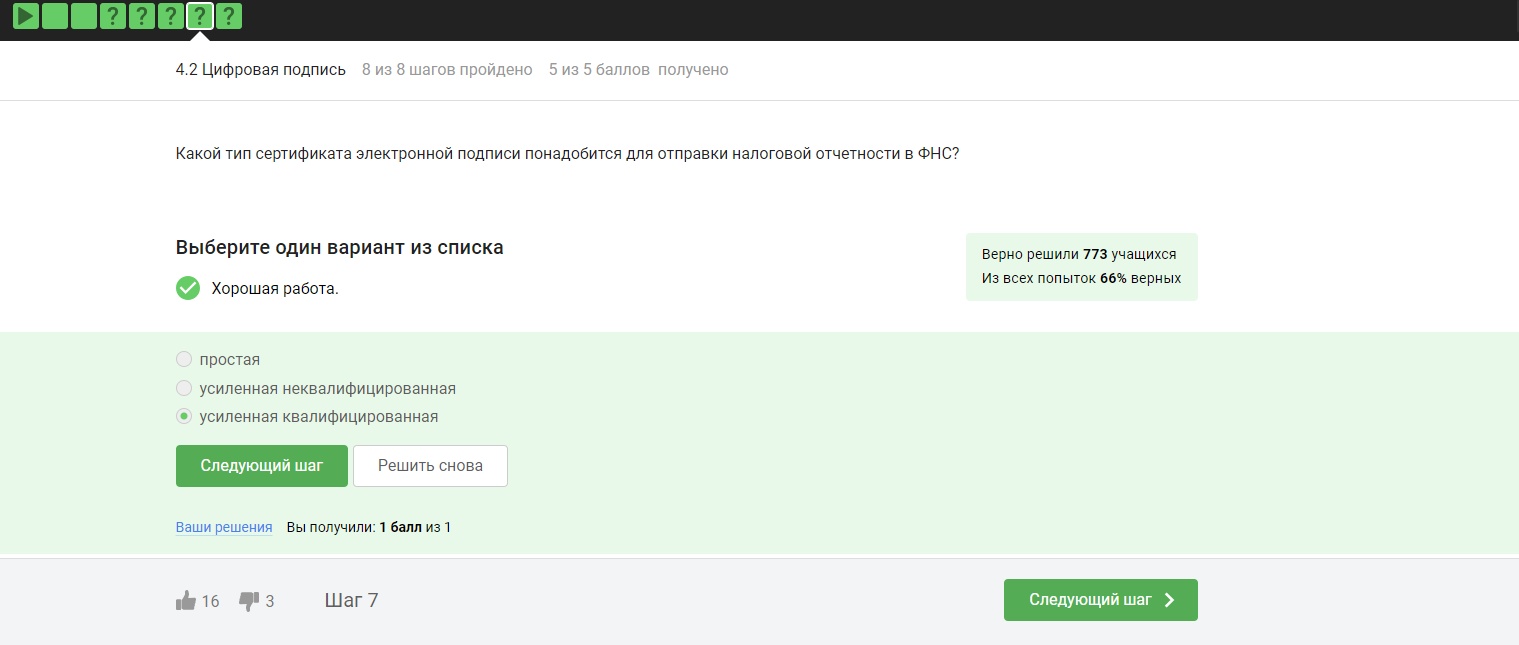 ? ? ? ? ?
4.2 Цифровая подпись 8 из 8 шагов пройдено 5 из 5 баллов получено
Какой тип сертификата электронной подписи понадобится для отправки налоговой отчетности в ФНС?
Выберите один вариант из списка
Хорошая работа.
Верно решили 773 учащихся
Из всех попыток 66% верных
простая
усиленная неквалифицированная
усиленная квалифицированная
Следующий шаг Решить снова
Ваши решения Вы получили: 1 балл из 1
16 3 Шаг 7 Следующий шаг